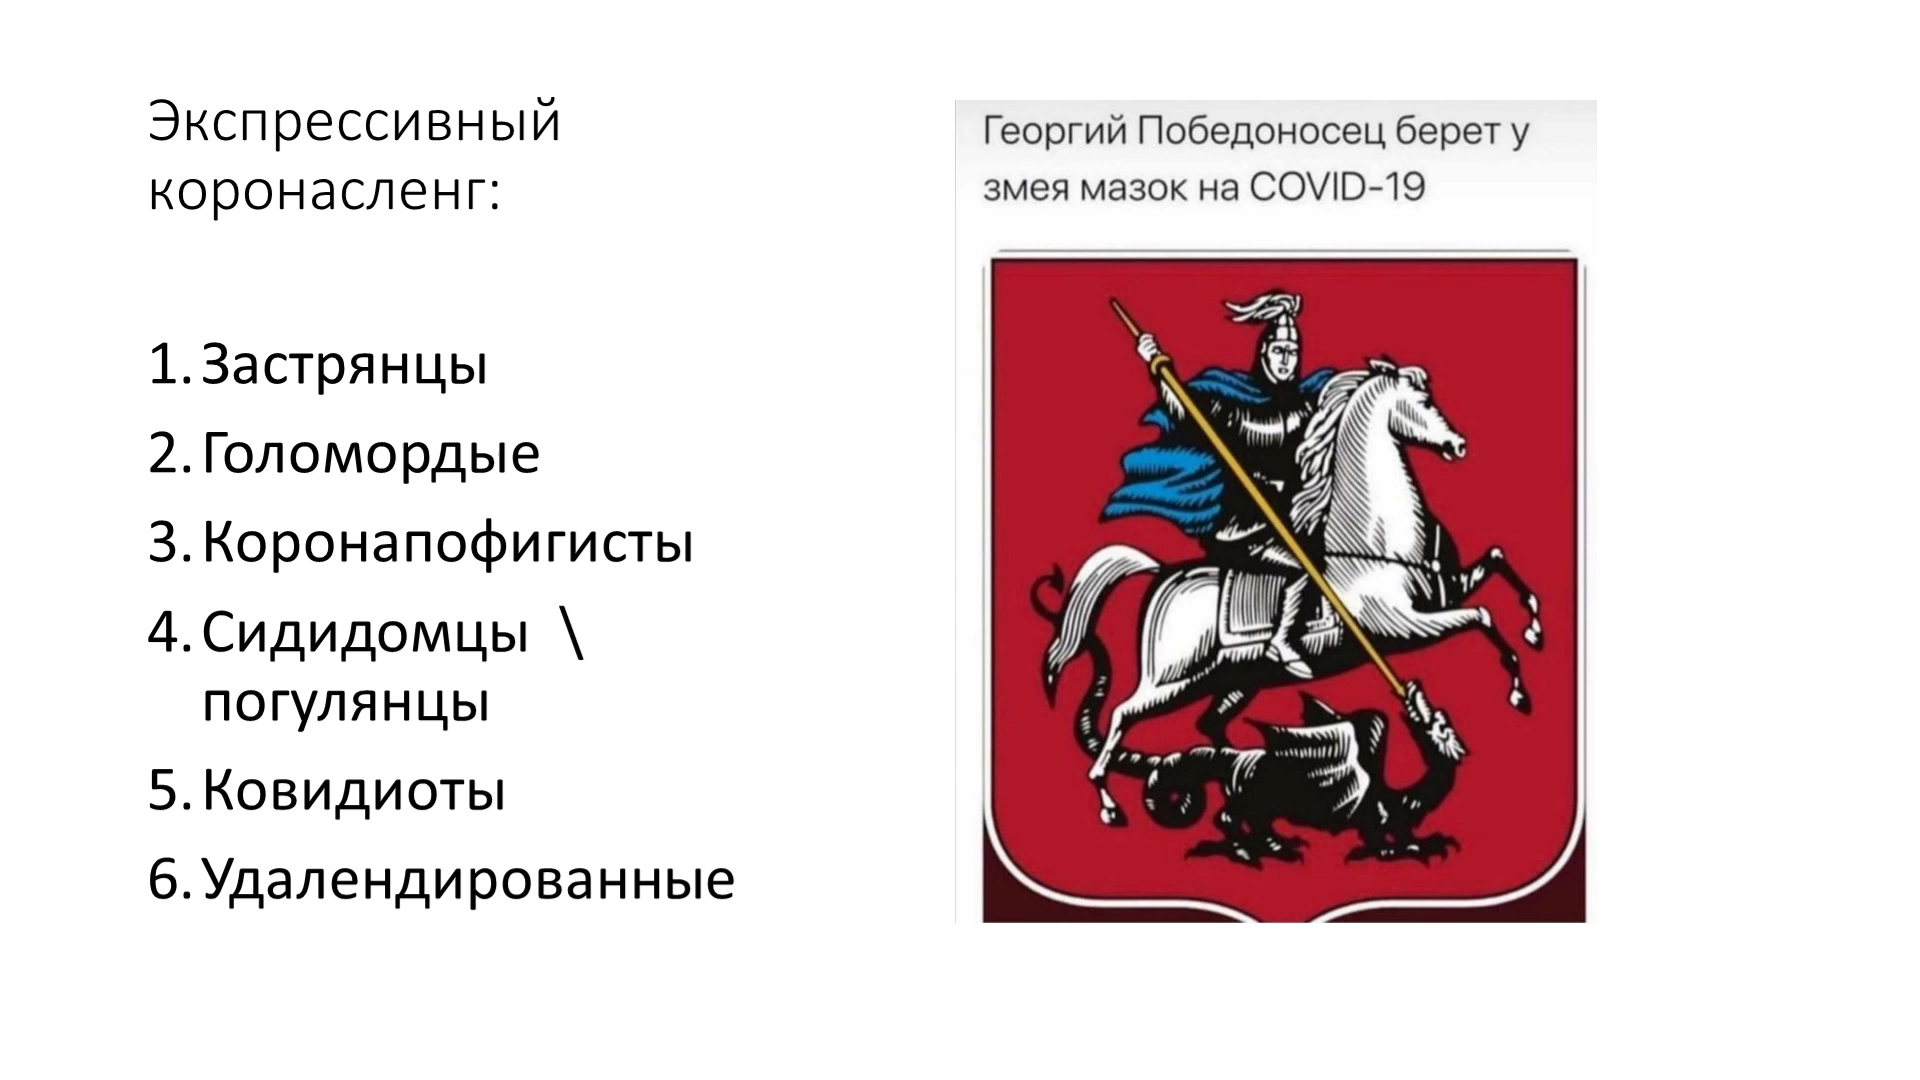 Экспрессивный
коронасленг:
1. Застрянцы
2. Голомордые
3. Коронапофигисты
4. Сидидомцы \
погулянцы
5. Ковидиоты
6. Удалендированные
Георгий Победоносец берет у
змея мазок на COVID-19